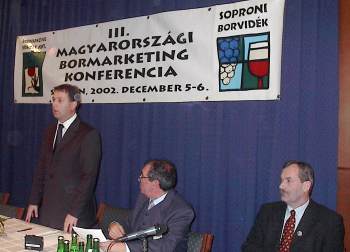 III.
MAGYARORSZÁGI
BORMARKETING
KONFERENCIA
2002. DECEMBER 5-6.
SOPRONI
BORVIDÉK